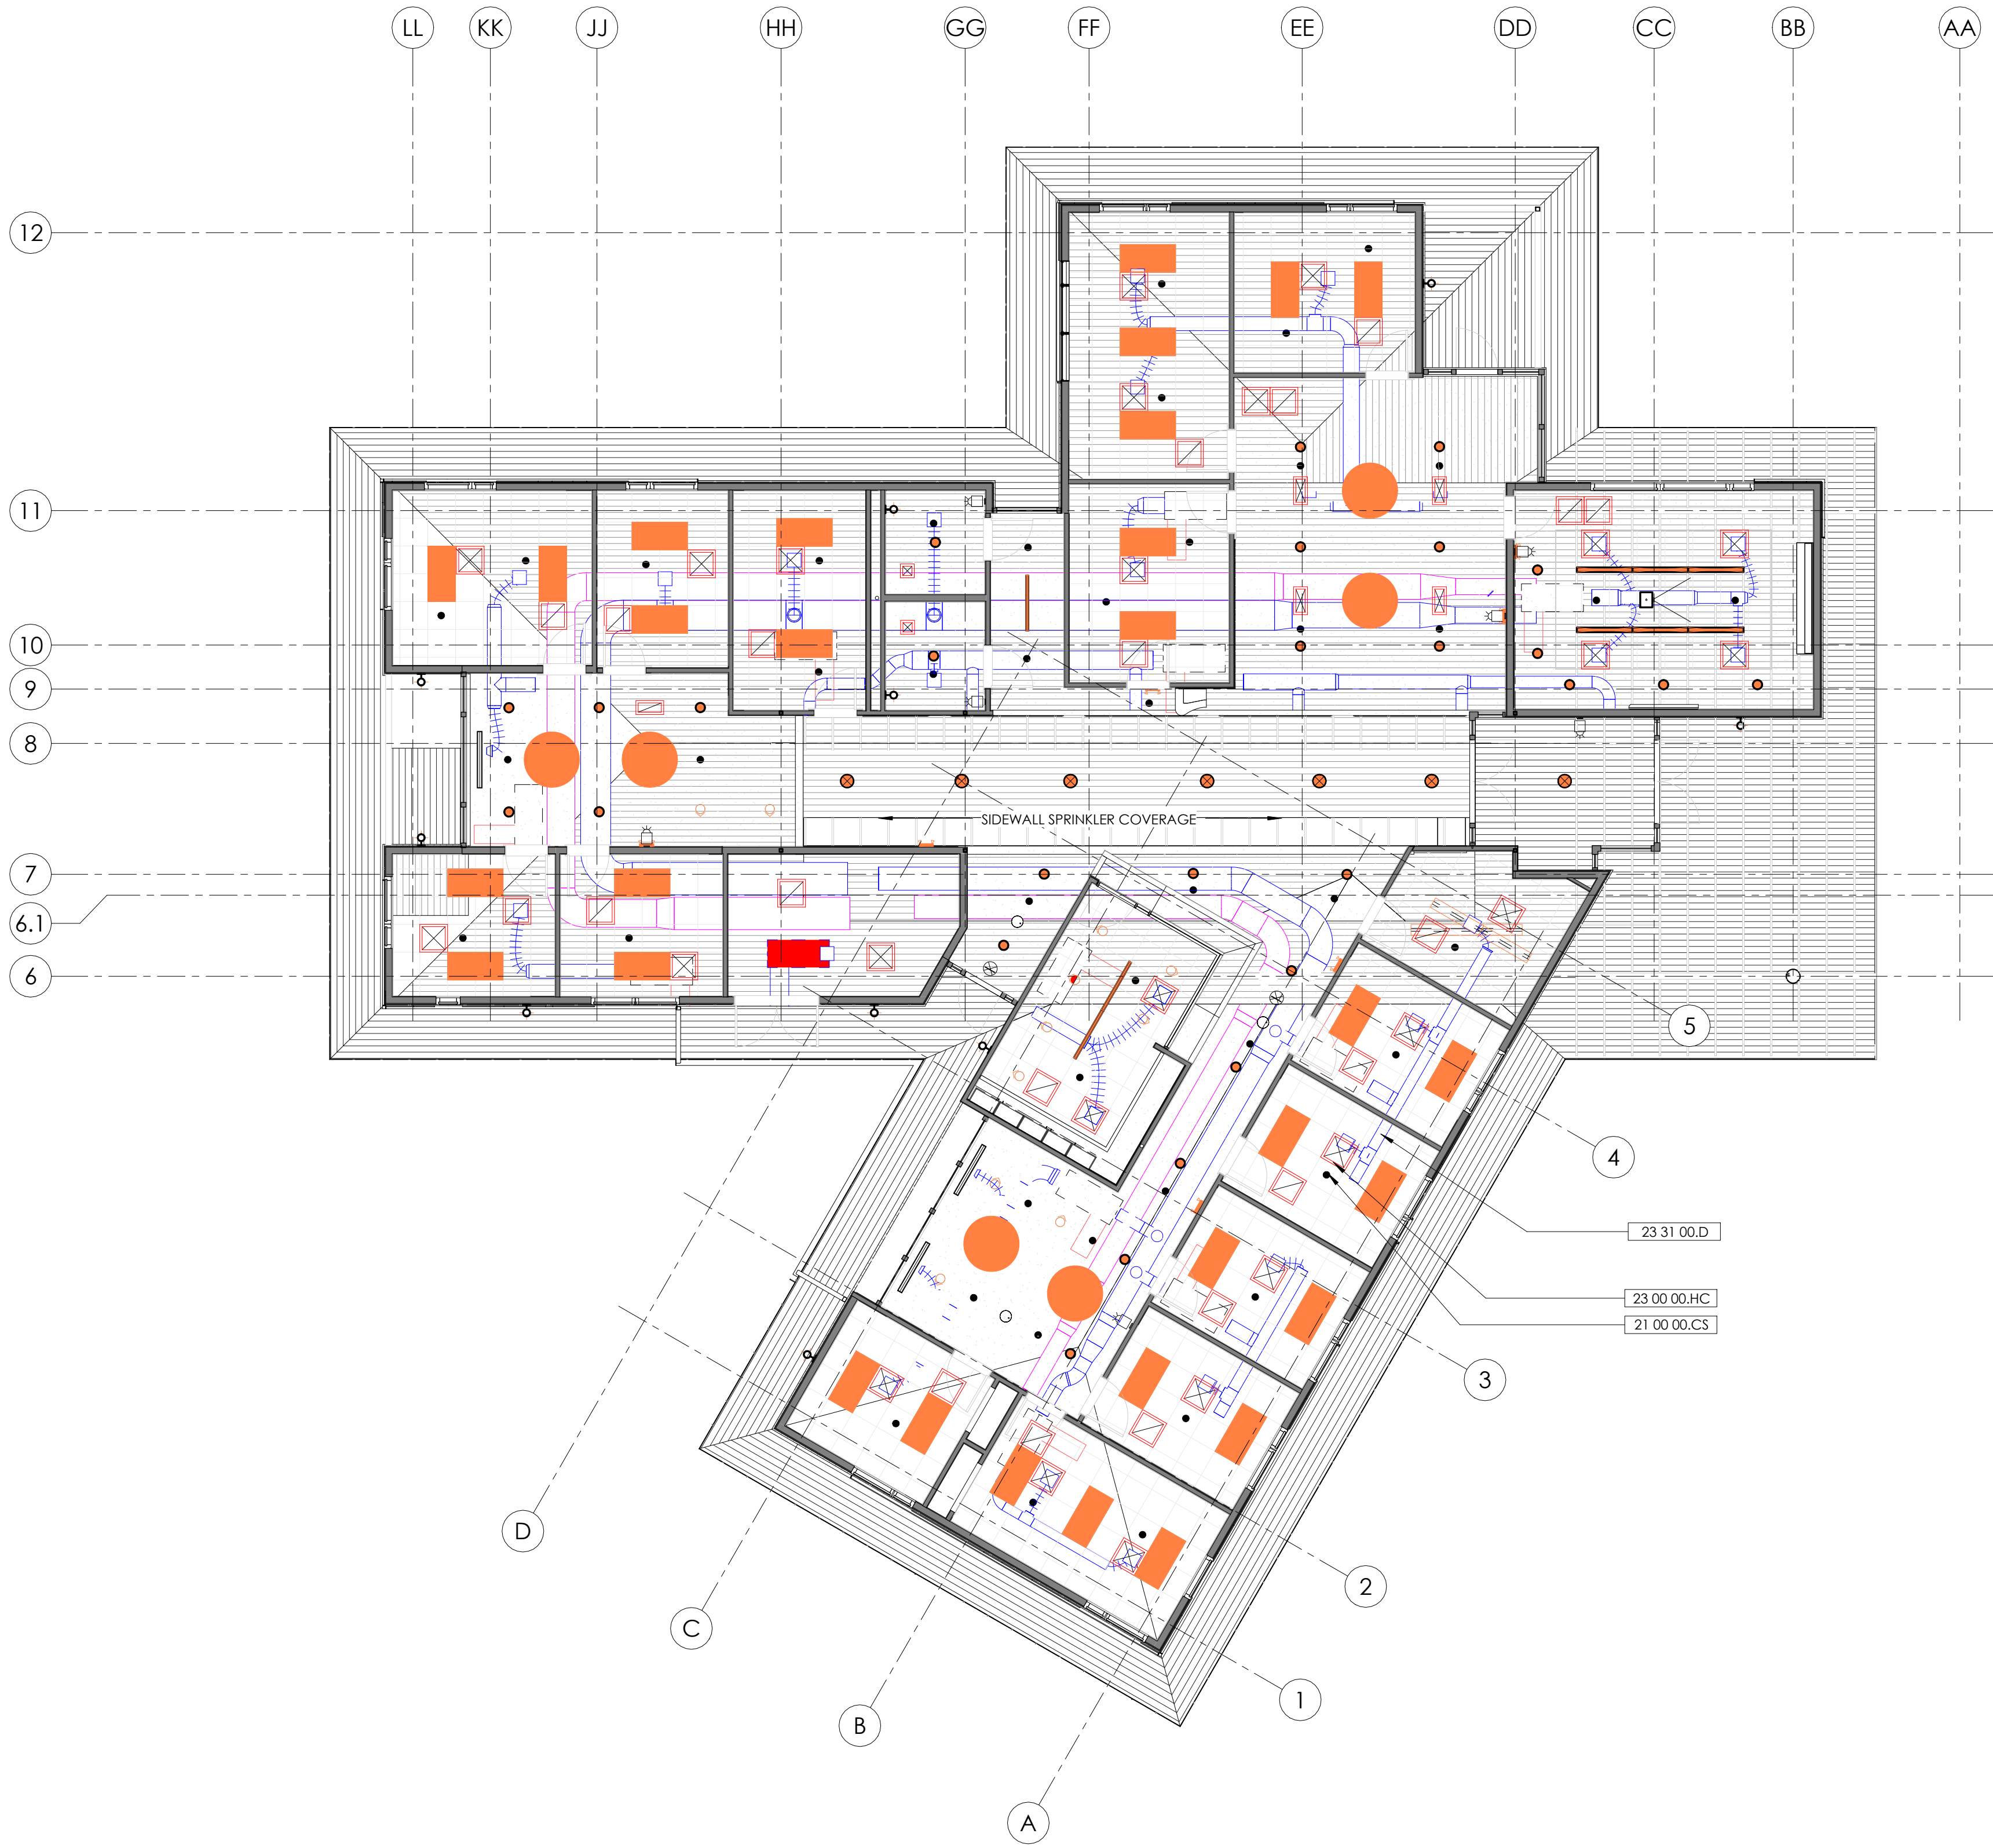 LL KK JJ HH GG FF EE DD CC BB AA
12
11
10
9
8
SIDEWALL SPRINKLER COVERAGE
7
6.1
6
5
4
23 31 00.D
23 00 00.HC
21 00 00.CS
3
D
2
C
1
B
A